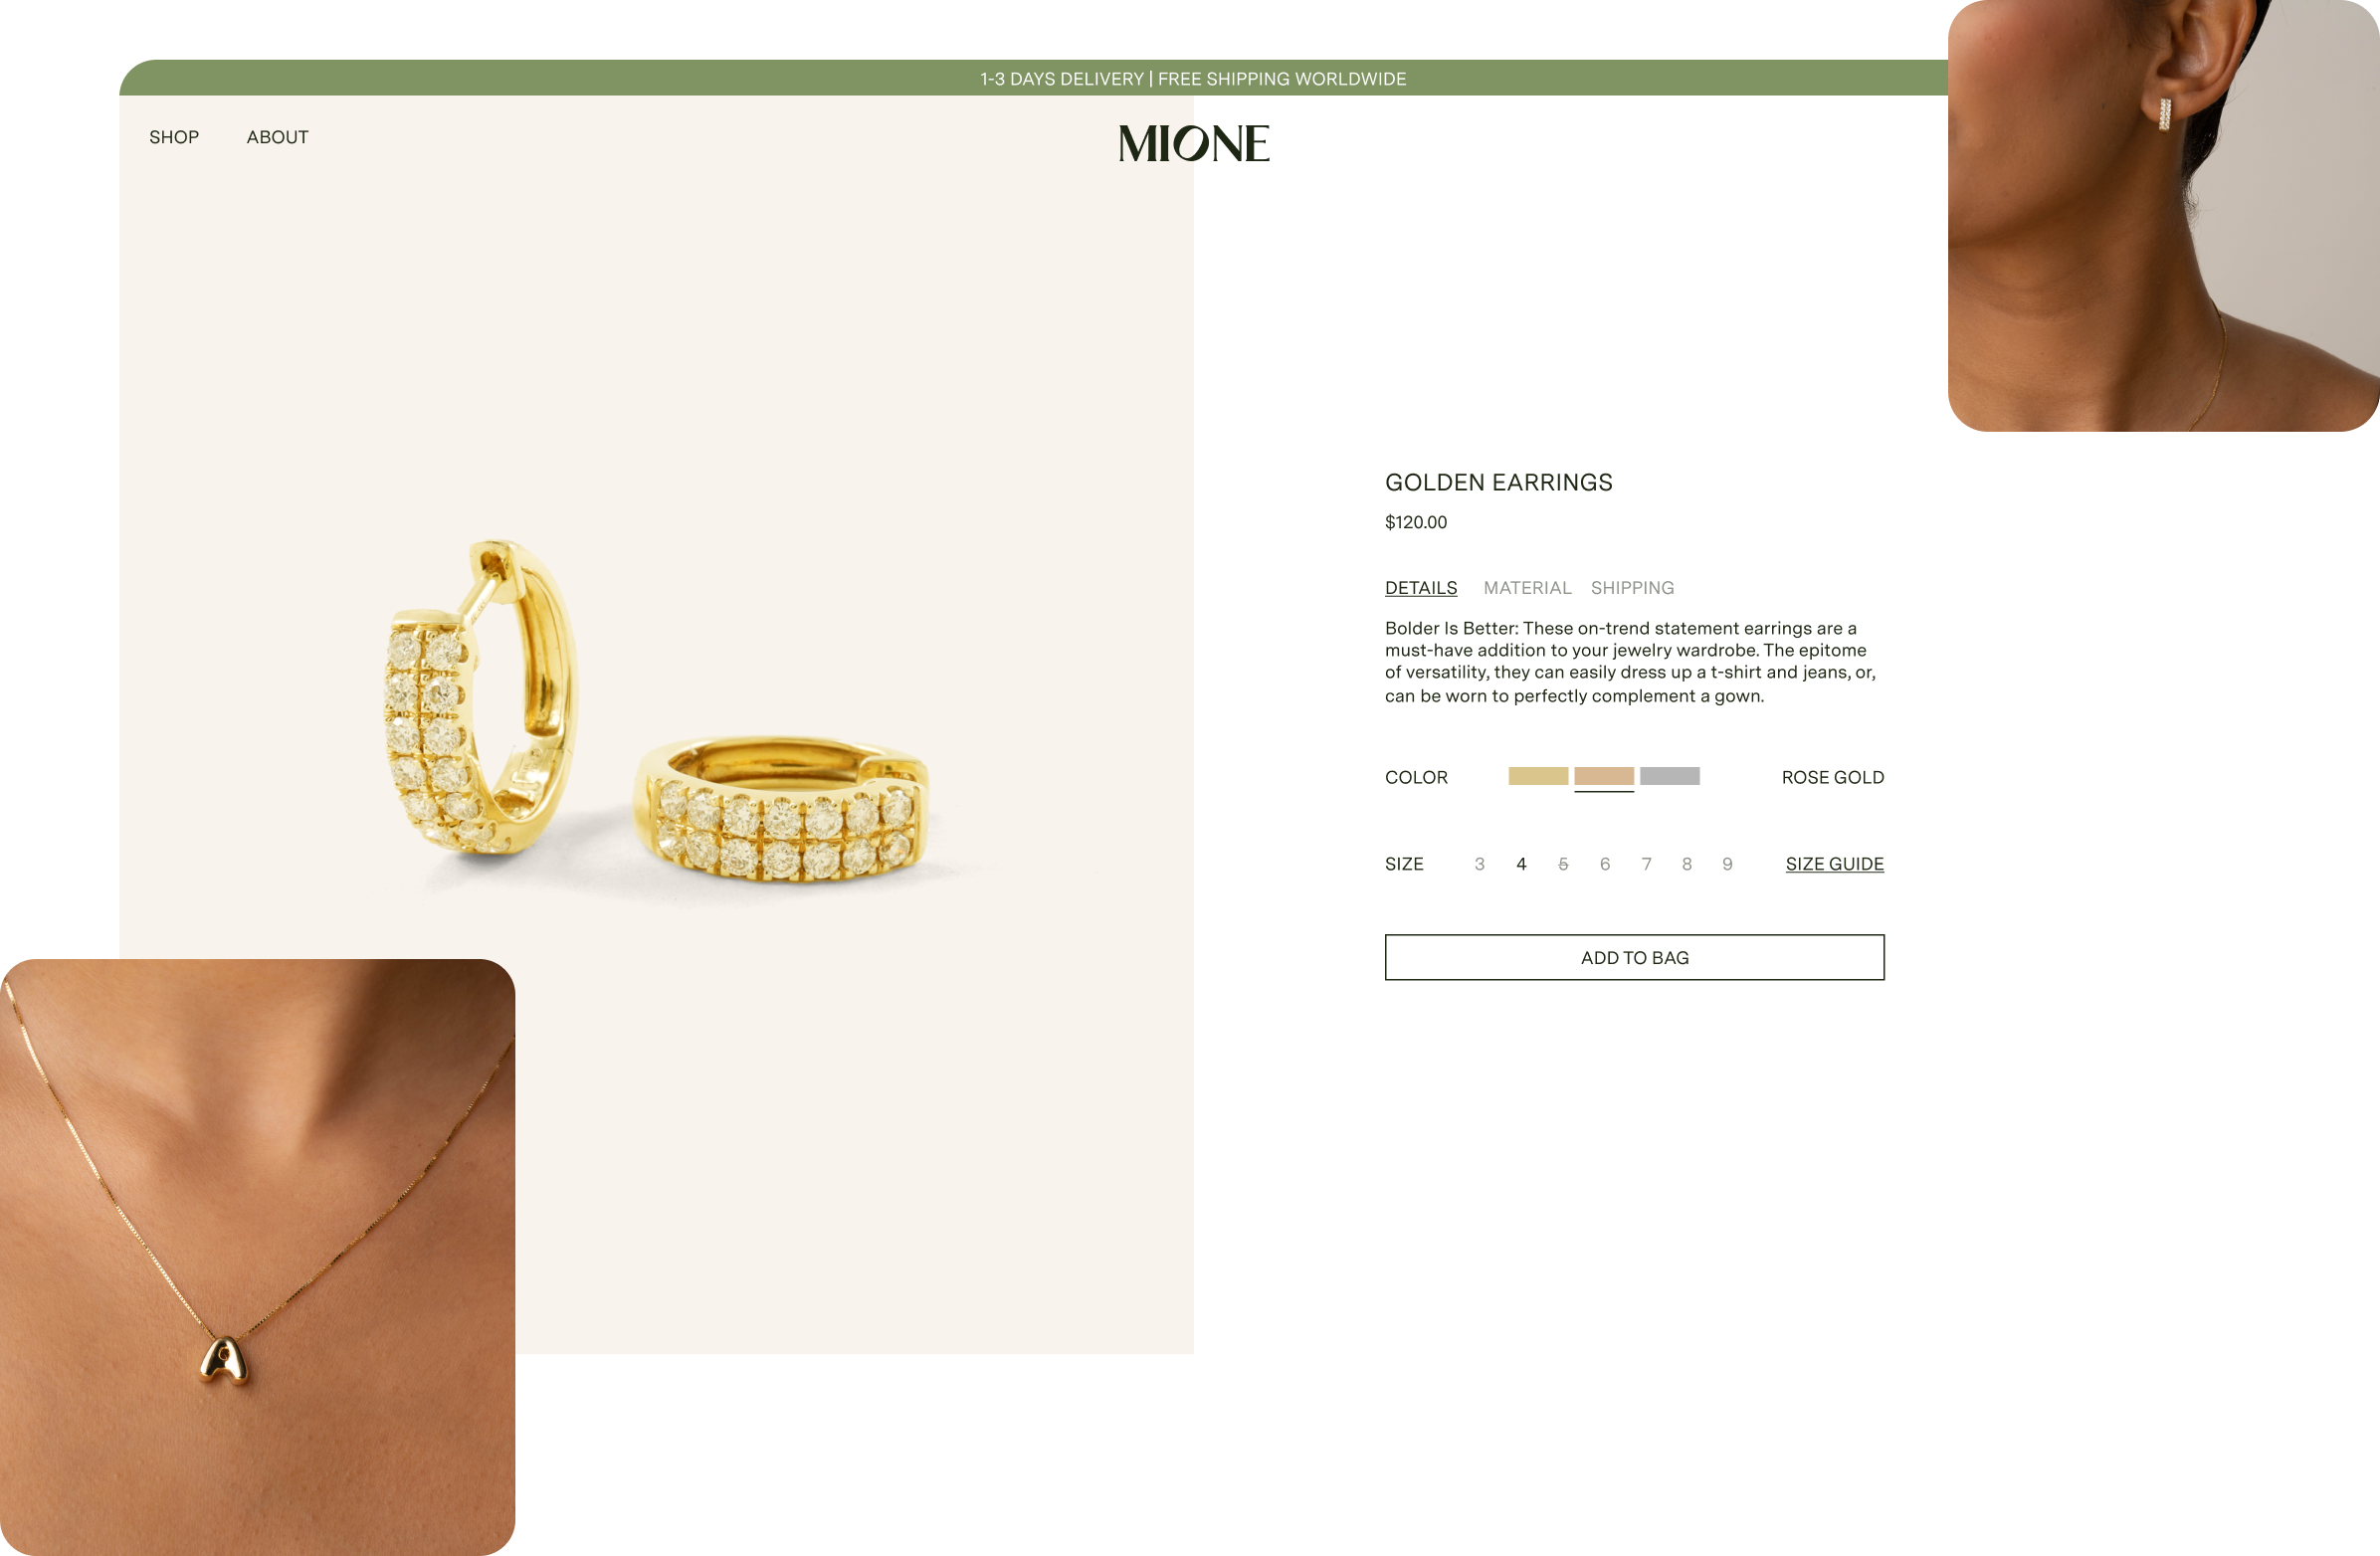 1-3 DAYS DELIVERY | FREE SHIPPING WORLDWIDE
SHOP ABOUT
MIONE
GOLDEN EARRINGS
$120.00
DETAILS MATERIAL SHIPPING
Bolder Is Better: These on-trend statement earrings are a
must-have addition to your jewelry wardrobe. The epitome
of versatility, they can easily dress up a t-shirt and jeans, or,
can be worn to perfectly complement a gown.
COLOR ROSE GOLD
SIZE 3 4 5 6 7 8 9 SIZE GUIDE
ADD TO BAG
A